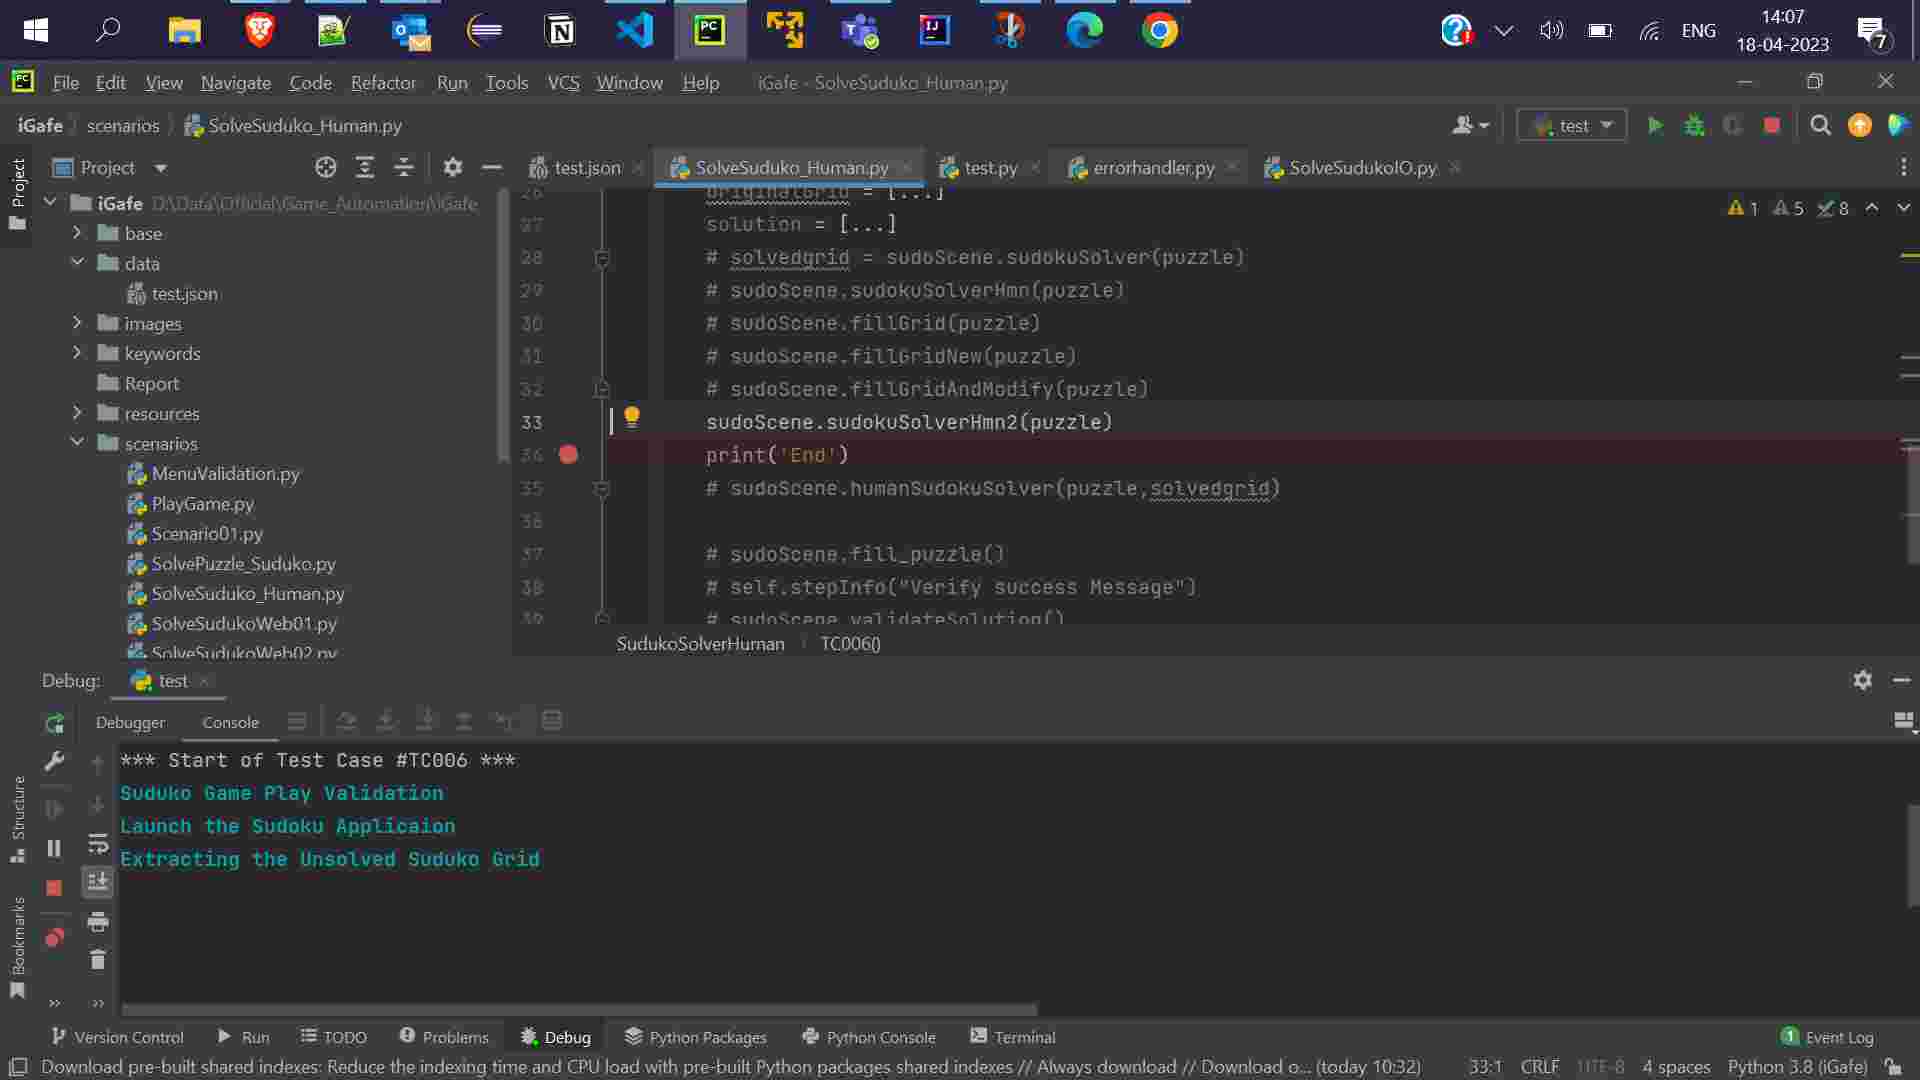 ENG
14:07
18-04-2023
7
File Edit View Navigate Code Refactor Run Tools VCS Window Help iGafe - SolveSuduko_Human.py
iGafe scenarios SolveSuduko_Human.py
test
Project
test.json SolveSuduko_Human.py test.py errorhandler.py SolveSudukoIO.py
Project
iGafe D:\Data\Official\Game_Automation\iGafe
base
data
test.json
images
keywords
Report
resources
scenarios
MenuValidation.py
PlayGame.py
Scenario01.py
SolvePuzzle_Suduko.py
SolveSuduko_Human.py
SolveSudukoWeb01.py
SolveSudukoWeb02.py
1 5 8
26 originalGrid = [...]
27 solution = [...]
28 # solvedgrid = sudoScene.sudokuSolver(puzzle)
29 # sudoScene.sudokuSolverHmn(puzzle)
30 # sudoScene.fillGrid(puzzle)
31 # sudoScene.fillGridNew(puzzle)
32 # sudoScene.fillGridAndModify(puzzle)
33 sudoScene.sudokuSolverHmn2(puzzle)
34 print('End')
35 # sudoScene.humanSudokuSolver(puzzle,solvedgrid)
36
37 # sudoScene.fill_puzzle()
38 # self.stepInfo("Verify success Message")
39 # sudoScene.validateSolution()
SudukoSolverHuman TC006()
Debug: test
Debugger Console
*** Start of Test Case #TC006 ***
Suduko Game Play Validation
Launch the Sudoku Applicaion
Extracting the Unsolved Suduko Grid
Structure
Bookmarks
Version Control Run TODO Problems Debug Python Packages Python Console Terminal
1 Event Log
Download pre-built shared indexes: Reduce the indexing time and CPU load with pre-built Python packages shared indexes // Always download // Download o... (today 10:32)
33:1 CRLF UTF-8 4 spaces Python 3.8 (iGafe)